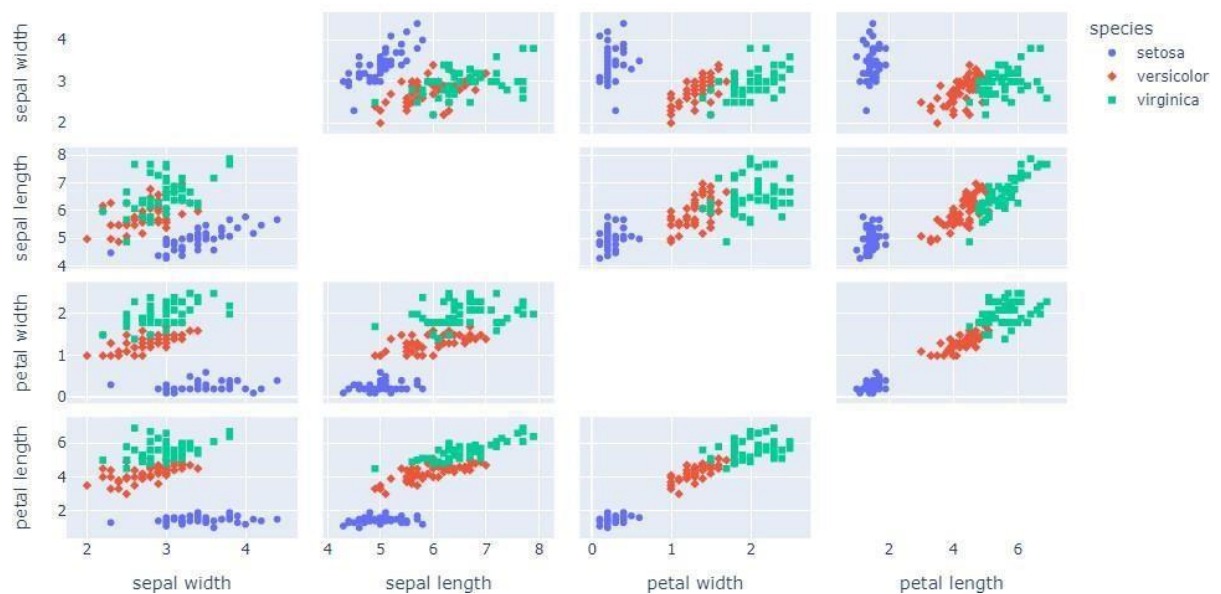 species
setosa
versicolor
virginica
sepal width
4
3
2
sepal length
8
7
6
5
4
petal width
2
1
0
petal length
6
4
2
2 3 4
4 5 6 7 8 9
0 1 2
2 4 6
sepal width
sepal length
petal width
petal length